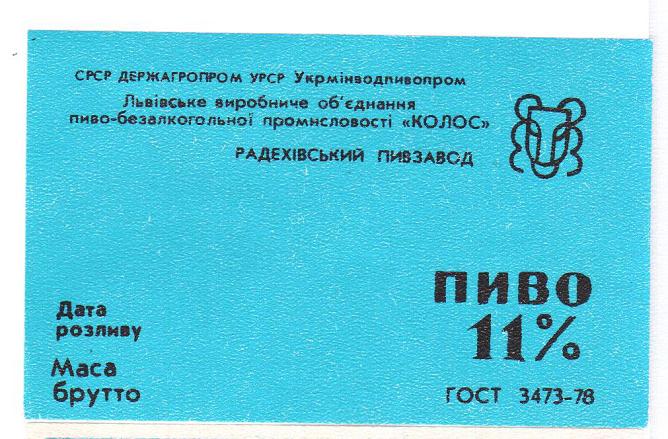 СРСР ДЕРЖАГРОПРОМ УРСР Укрмінводпивопром
Львівське виробниче об'єднання
пиво-безалкогольної промисловості «КОЛОС»
РАДЕХІВСЬКИЙ ПИВЗАВОД
ПИВО
11%
ГОСТ 3473-78
Дата
розливу
Маса
брутто